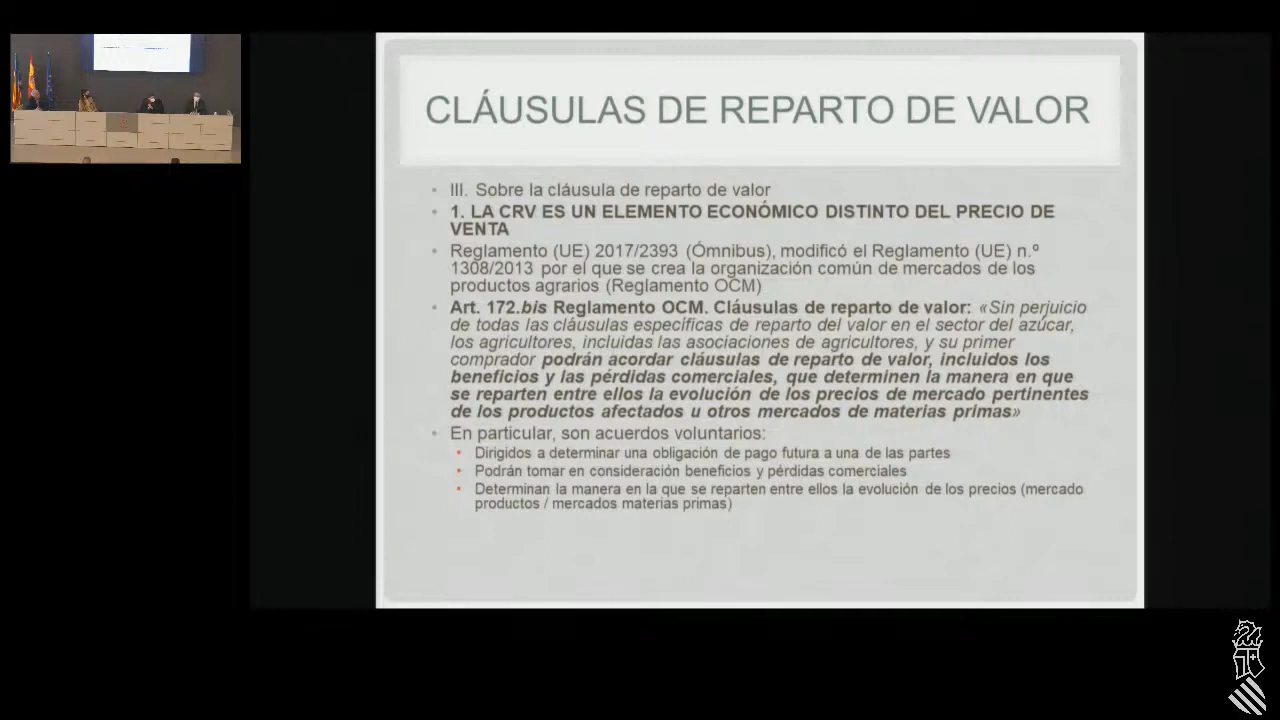 CLÁUSULAS DE REPARTO DE VALOR
• III. Sobre la cláusula de reparto de valor
• 1. LA CRV ES UN ELEMENTO ECONÓMICO DISTINTO DEL PRECIO DE
VENTA
• Reglamento (UE) 2017/2393 (Ómnibus), modificó el Reglamento (UE) n.º
1308/2013 por el que se crea la organización común de mercados de los
productos agrarios (Reglamento OCM)
• Art. 172.bis Reglamento OCM. Cláusulas de reparto de valor: «Sin perjuicio
de todas las cláusulas específicas de reparto del valor en el sector del azúcar,
los agricultores, incluidas las asociaciones de agricultores, y su primer
comprador podrán acordar cláusulas de reparto de valor, incluidos los
beneficios y las pérdidas comerciales, que determinen la manera en que
se reparten entre ellos la evolución de los precios de mercado pertinentes
de los productos afectados u otros mercados de materias primas»
• En particular, son acuerdos voluntarios:
• Dirigidos a determinar una obligación de pago futura a una de las partes
• Podrán tomar en consideración beneficios y pérdidas comerciales
• Determinan la manera en la que se reparten entre ellos la evolución de los precios (mercado
productos / mercados materias primas)